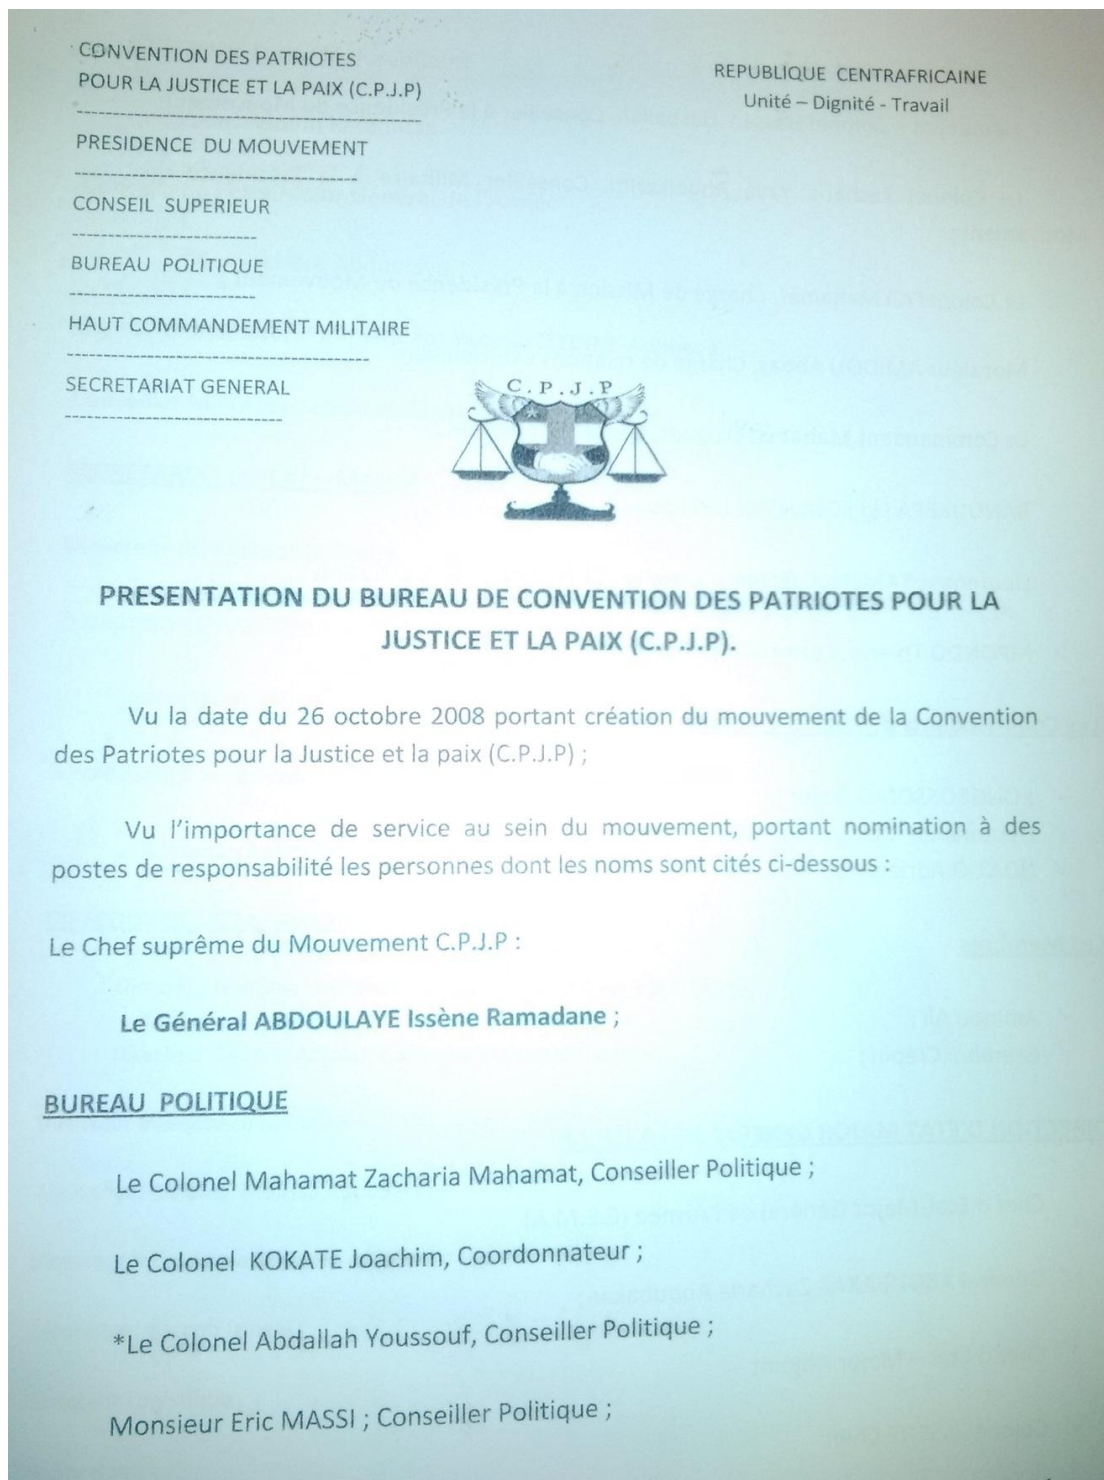 CONVENTION DES PATRIOTES
POUR LA JUSTICE ET LA PAIX (C.P.J.P)
PRESIDENCE DU MOUVEMENT
CONSEIL SUPERIEUR
BUREAU POLITIQUE
HAUT COMMANDEMENT MILITAIRE
SECRETARIAT GENERAL
REPUBLIQUE CENTRAFRICAINE
Unité – Dignité - Travail
C.P.J.P
PRESENTATION DU BUREAU DE CONVENTION DES PATRIOTES POUR LA
JUSTICE ET LA PAIX (C.P.J.P).
Vu la date du 26 octobre 2008 portant création du mouvement de la Convention
des Patriotes pour la Justice et la paix (C.P.J.P) ;
Vu l'importance de service au sein du mouvement, portant nomination à des
postes de responsabilité les personnes dont les noms sont cités ci-dessous :
Le Chef suprême du Mouvement C.P.J.P :
Le Général ABDOULAYE Issène Ramadane ;
BUREAU POLITIQUE
Le Colonel Mahamat Zacharia Mahamat, Conseiller Politique ;
Le Colonel KOKATE Joachim, Coordonnateur ;
*Le Colonel Abdallah Youssouf, Conseiller Politique ;
Monsieur Eric MASSI ; Conseiller Politique ;